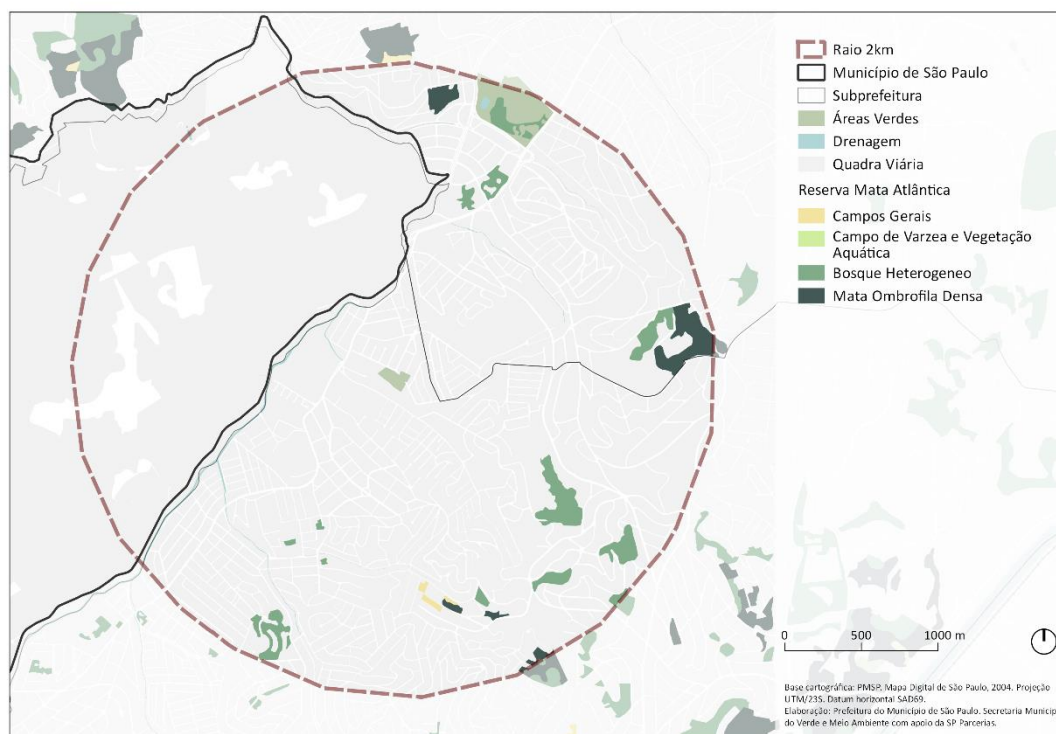 Raio 2km
Município de São Paulo
Subprefeitura
Áreas Verdes
Drenagem
Quadra Viária
Reserva Mata Atlântica
Campos Gerais
Campo de Varzea e Vegetação
Aquática
Bosque Heterogeneo
Mata Ombrofila Densa
0 500 1000 m
Base cartográfica: PMSP, Mapa Digital de São Paulo, 2004. Projeção
UTM/23S. Datum horizontal SAD69.
Elaboração: Prefeitura do Município de São Paulo. Secretaria Municip
do Verde e Meio Ambiente com apoio da SP Parcerias.